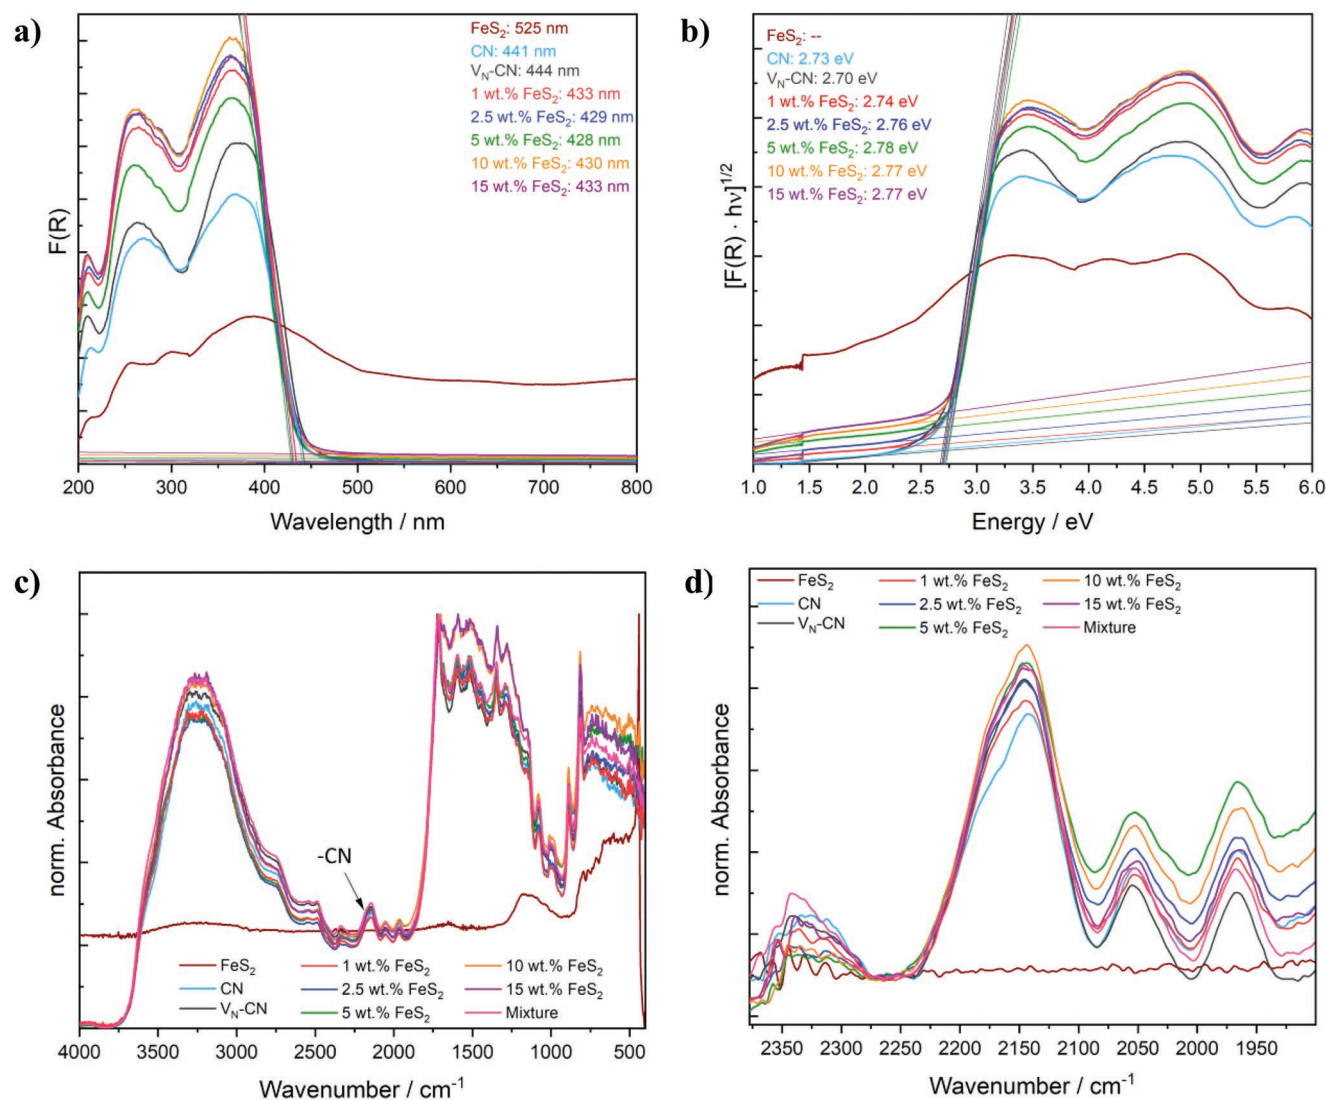 a)
FeS₂: 525 nm
CN: 441 nm
V_N-CN: 444 nm
1 wt.% FeS₂: 433 nm
2.5 wt.% FeS₂: 429 nm
5 wt.% FeS₂: 428 nm
10 wt.% FeS₂: 430 nm
15 wt.% FeS₂: 433 nm
F(R)
200 300 400 500 600 700 800
Wavelength / nm
b)
FeS₂: --
CN: 2.73 eV
V_N-CN: 2.70 eV
1 wt.% FeS₂: 2.74 eV
2.5 wt.% FeS₂: 2.76 eV
5 wt.% FeS₂: 2.78 eV
10 wt.% FeS₂: 2.77 eV
15 wt.% FeS₂: 2.77 eV
[F(R) · hν]^1/2
1.0 1.5 2.0 2.5 3.0 3.5 4.0 4.5 5.0 5.5 6.0
Energy / eV
c)
norm. Absorbance
-CN
FeS₂ 1 wt.% FeS₂ 10 wt.% FeS₂
CN 2.5 wt.% FeS₂ 15 wt.% FeS₂
V_N-CN 5 wt.% FeS₂ Mixture
4000 3500 3000 2500 2000 1500 1000 500
Wavenumber / cm⁻¹
d)
FeS₂ 1 wt.% FeS₂ 10 wt.% FeS₂
CN 2.5 wt.% FeS₂ 15 wt.% FeS₂
V_N-CN 5 wt.% FeS₂ Mixture
norm. Absorbance
2350 2300 2250 2200 2150 2100 2050 2000 1950
Wavenumber / cm⁻¹